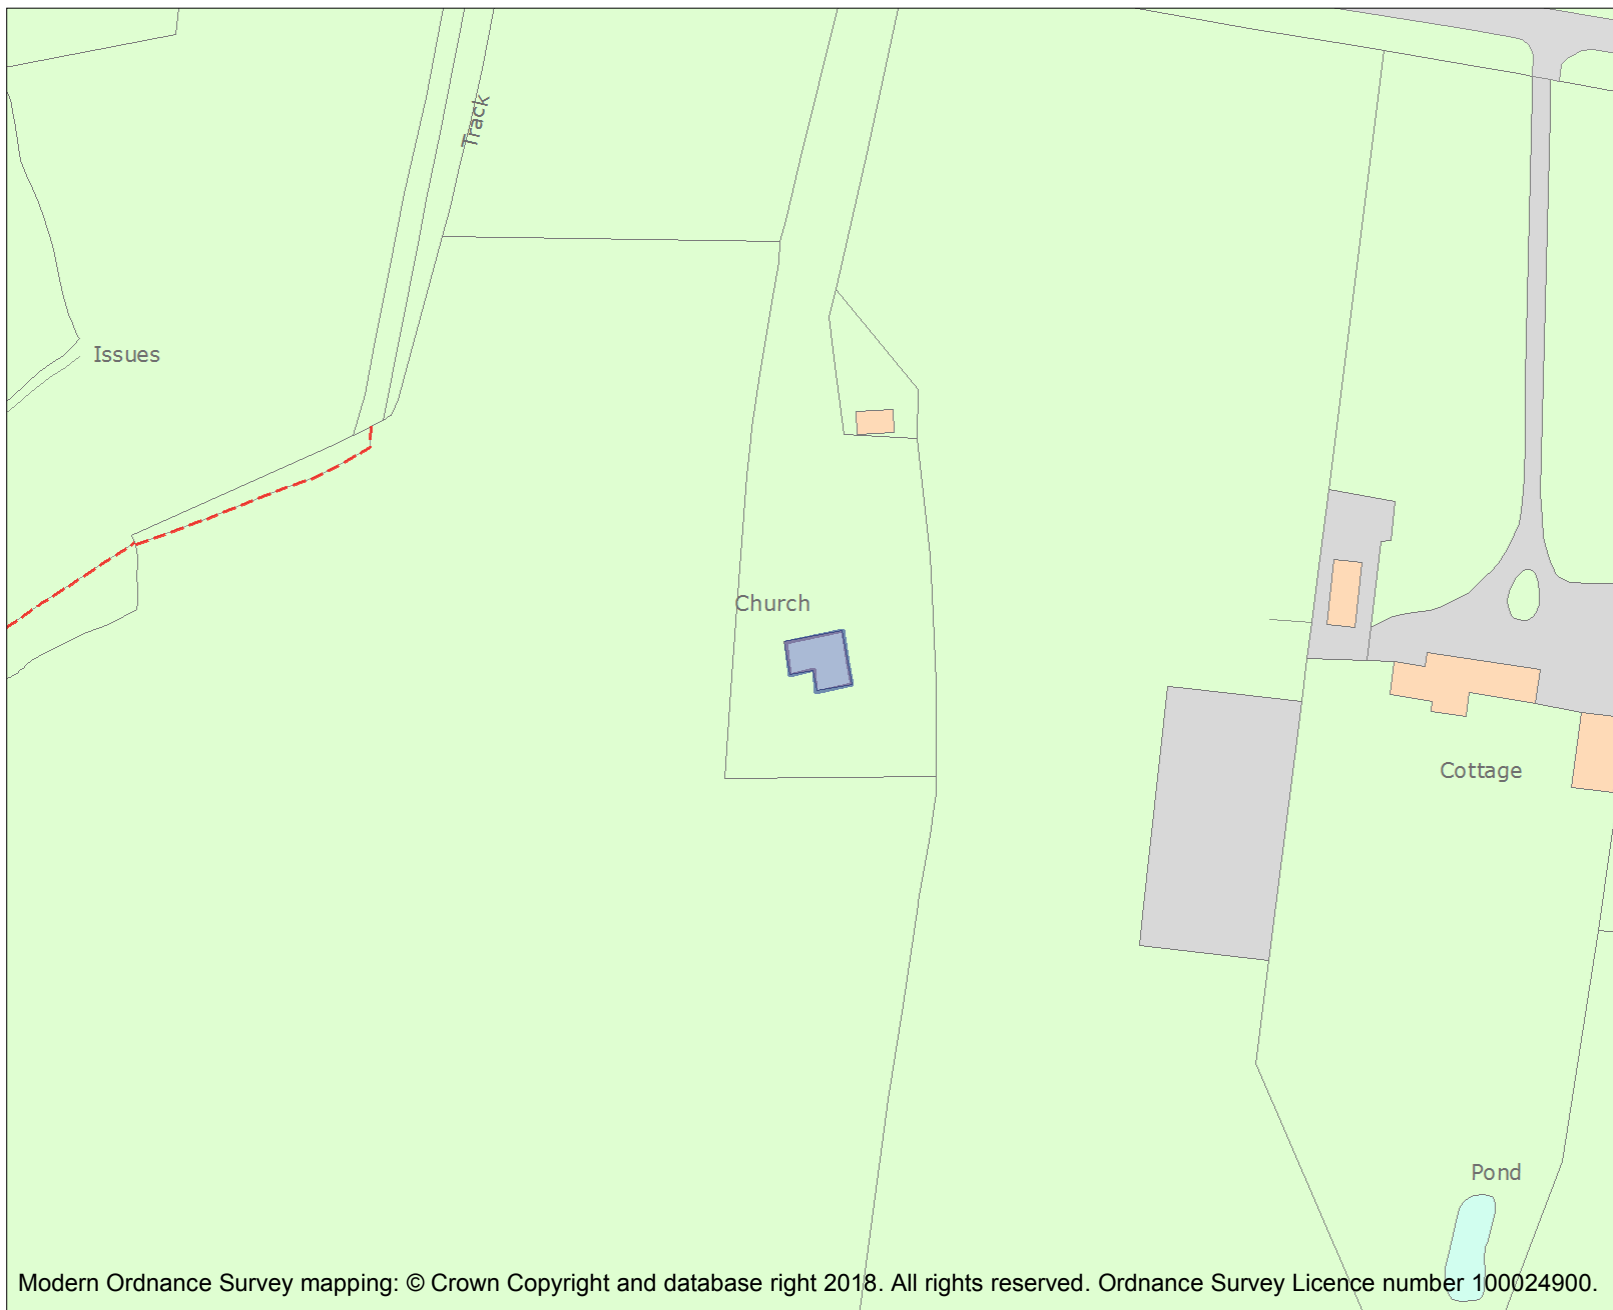 Track
Issues
Church
Cottage
Pond
Modern Ordnance Survey mapping: © Crown Copyright and database right 2018. All rights reserved. Ordnance Survey Licence number 100024900.